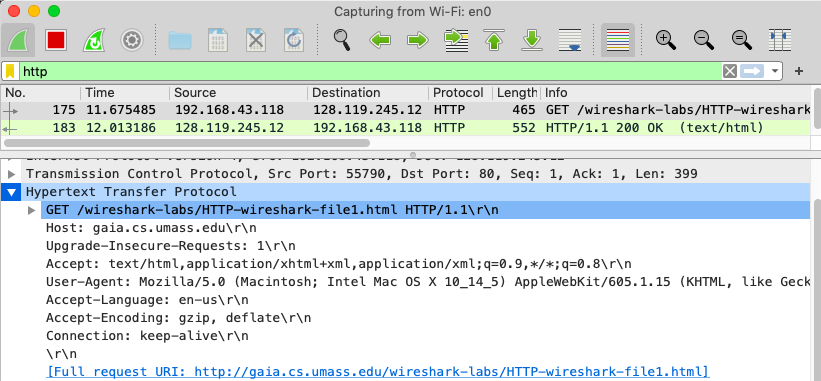 Capturing from Wi-Fi: en0
http
No. Time Source Destination Protocol Length Info
175 11.675485 192.168.43.118 128.119.245.12 HTTP 465 GET /wireshark-labs/HTTP-wireshark
183 12.013186 128.119.245.12 192.168.43.118 HTTP 552 HTTP/1.1 200 OK (text/html)
Transmission Control Protocol, Src Port: 55790, Dst Port: 80, Seq: 1, Ack: 1, Len: 399
Hypertext Transfer Protocol
GET /wireshark-labs/HTTP-wireshark-file1.html HTTP/1.1\r\n
Host: gaia.cs.umass.edu\r\n
Upgrade-Insecure-Requests: 1\r\n
Accept: text/html,application/xhtml+xml,application/xml;q=0.9,*/*;q=0.8\r\n
User-Agent: Mozilla/5.0 (Macintosh; Intel Mac OS X 10_14_5) AppleWebKit/605.1.15 (KHTML, like Geck
Accept-Language: en-us\r\n
Accept-Encoding: gzip, deflate\r\n
Connection: keep-alive\r\n
\r\n
[Full request URI: http://gaia.cs.umass.edu/wireshark-labs/HTTP-wireshark-file1.html]